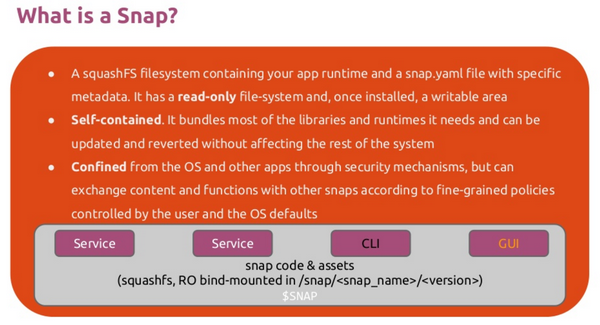 What is a Snap?
● A squashFS filesystem containing your app runtime and a snap.yaml file with specific
metadata. It has a read-only file-system and, once installed, a writable area
● Self-contained. It bundles most of the libraries and runtimes it needs and can be
updated and reverted without affecting the rest of the system
● Confined from the OS and other apps through security mechanisms, but can
exchange content and functions with other snaps according to fine-grained policies
controlled by the user and the OS defaults
Service Service CLI GUI
snap code & assets
(squashfs, RO bind-mounted in /snap/<snap_name>/<version>)
$SNAP